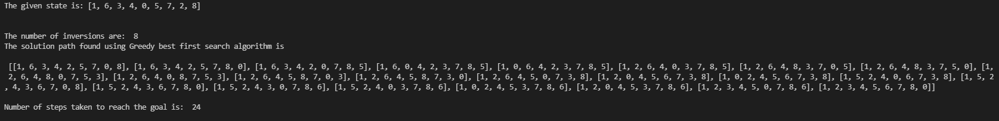 The given state is: [1, 6, 3, 4, 0, 5, 7, 2, 8]
The number of inversions are:  8
The solution path found using Greedy best first search algorithm is
[[1, 6, 3, 4, 2, 5, 7, 0, 8], [1, 6, 3, 4, 2, 5, 7, 8, 0], [1, 6, 3, 4, 2, 0, 7, 8, 5], [1, 6, 0, 4, 2, 3, 7, 8, 5], [1, 0, 6, 4, 2, 3, 7, 8, 5], [1, 2, 6, 4, 0, 3, 7, 8, 5], [1, 2, 6, 4, 8, 3, 7, 0, 5], [1, 2, 6, 4, 8, 3, 7, 5, 0], [1,
2, 6, 4, 8, 0, 7, 5, 3], [1, 2, 6, 4, 0, 8, 7, 5, 3], [1, 2, 6, 4, 5, 8, 7, 0, 3], [1, 2, 6, 4, 5, 8, 7, 3, 0], [1, 2, 6, 4, 5, 0, 7, 3, 8], [1, 2, 0, 4, 5, 6, 7, 3, 8], [1, 0, 2, 4, 5, 6, 7, 3, 8], [1, 5, 2, 4, 0, 6, 7, 3, 8], [1, 5, 2
, 4, 3, 6, 7, 0, 8], [1, 5, 2, 4, 3, 6, 7, 8, 0], [1, 5, 2, 4, 3, 0, 7, 8, 6], [1, 5, 2, 4, 0, 3, 7, 8, 6], [1, 0, 2, 4, 5, 3, 7, 8, 6], [1, 2, 0, 4, 5, 3, 7, 8, 6], [1, 2, 3, 4, 5, 0, 7, 8, 6], [1, 2, 3, 4, 5, 6, 7, 8, 0]]
Number of steps taken to reach the goal is:  24